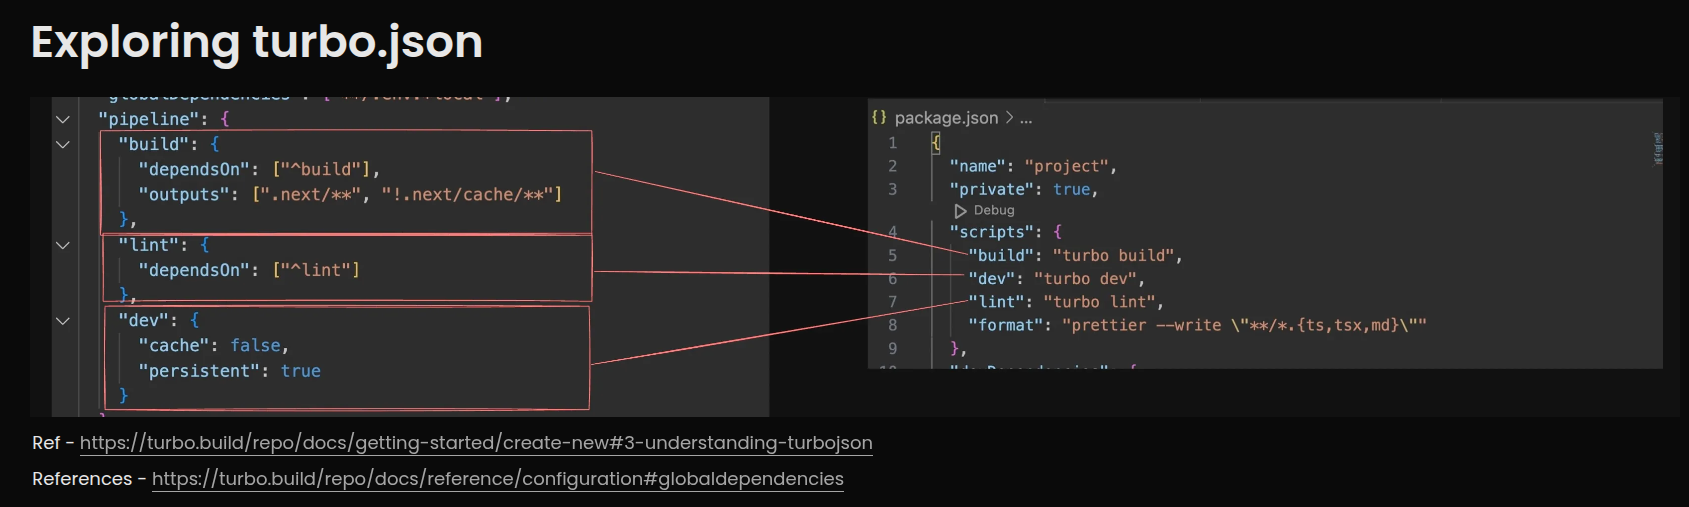 Exploring turbo.json
"pipeline": {
"build": {
"dependsOn": ["^build"],
"outputs": [".next/**", "!.next/cache/**"]
},
"lint": {
"dependsOn": ["^lint"]
},
"dev": {
"cache": false,
"persistent": true
}
{} package.json > ...
1 {
2 "name": "project",
3 "private": true,
Debug
4 "scripts": {
5 "build": "turbo build",
6 "dev": "turbo dev",
7 "lint": "turbo lint",
8 "format": "prettier --write \"**/*.{ts,tsx,md}\""
9 },
Ref - https://turbo.build/repo/docs/getting-started/create-new#3-understanding-turbojson
References - https://turbo.build/repo/docs/reference/configuration#globaldependencies